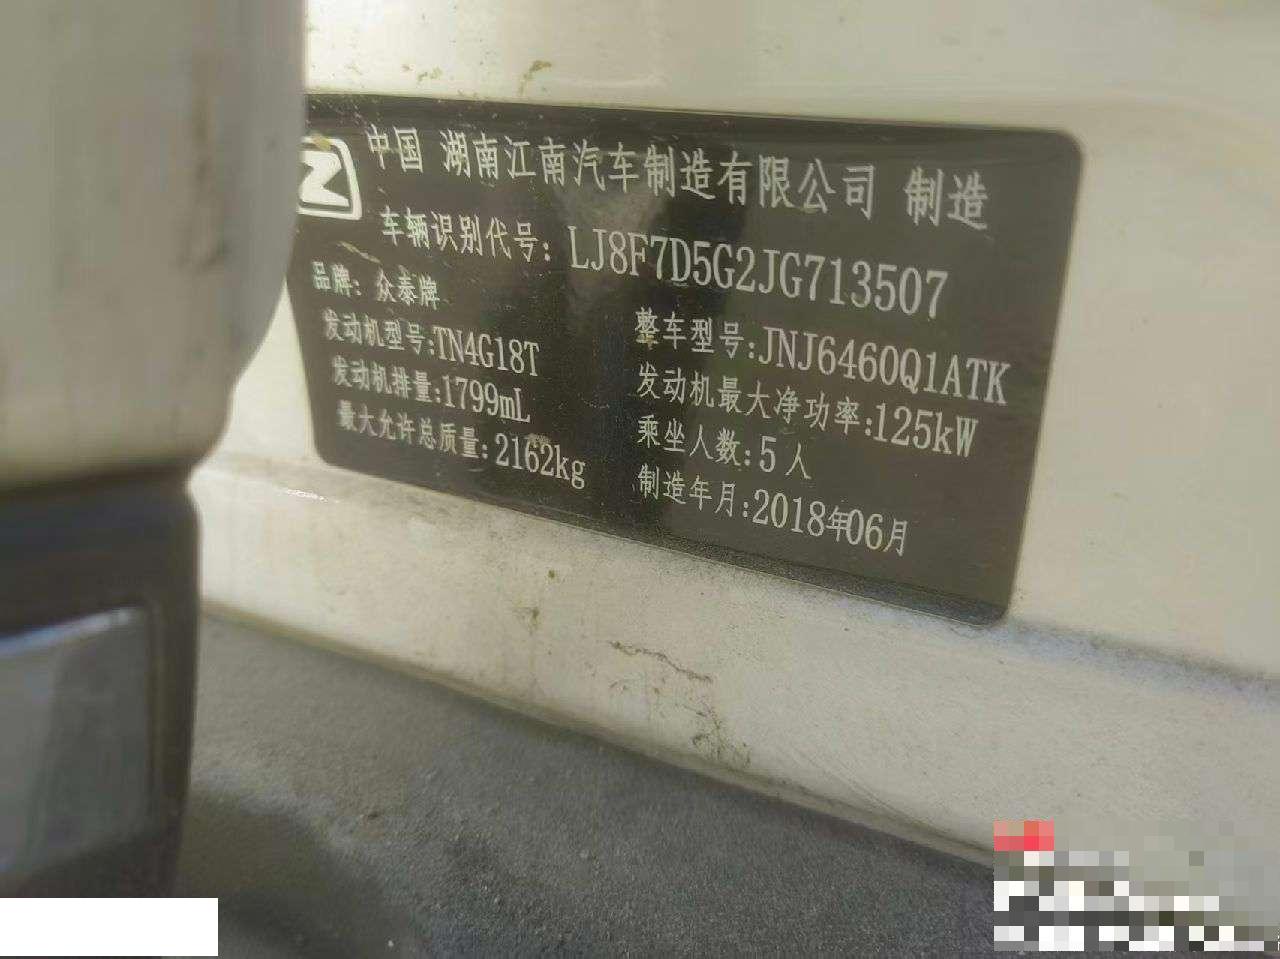 中国 湖南江南汽车制造有限公司 制造
车辆识别代号: LJ8F7D5G2JG713507
品牌: 众泰牌
整车型号:JNJ6460Q1ATK
发动机型号:TN4G18T
发动机最大净功率:125kW
发动机排量:1799mL
乘坐人数:5人
最大允许总质量:2162kg
制造年月:2018年06月